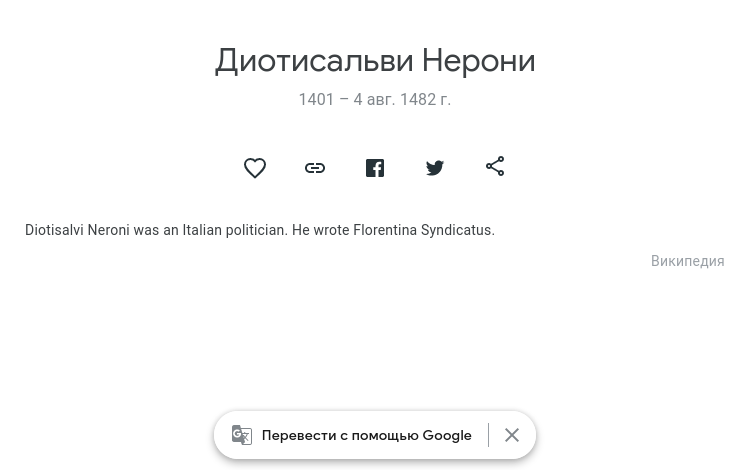 Диотисальви Нерони
1401 – 4 авг. 1482 г.
Diotisalvi Neroni was an Italian politician. He wrote Florentina Syndicatus.
Википедия
Перевести с помощью Google